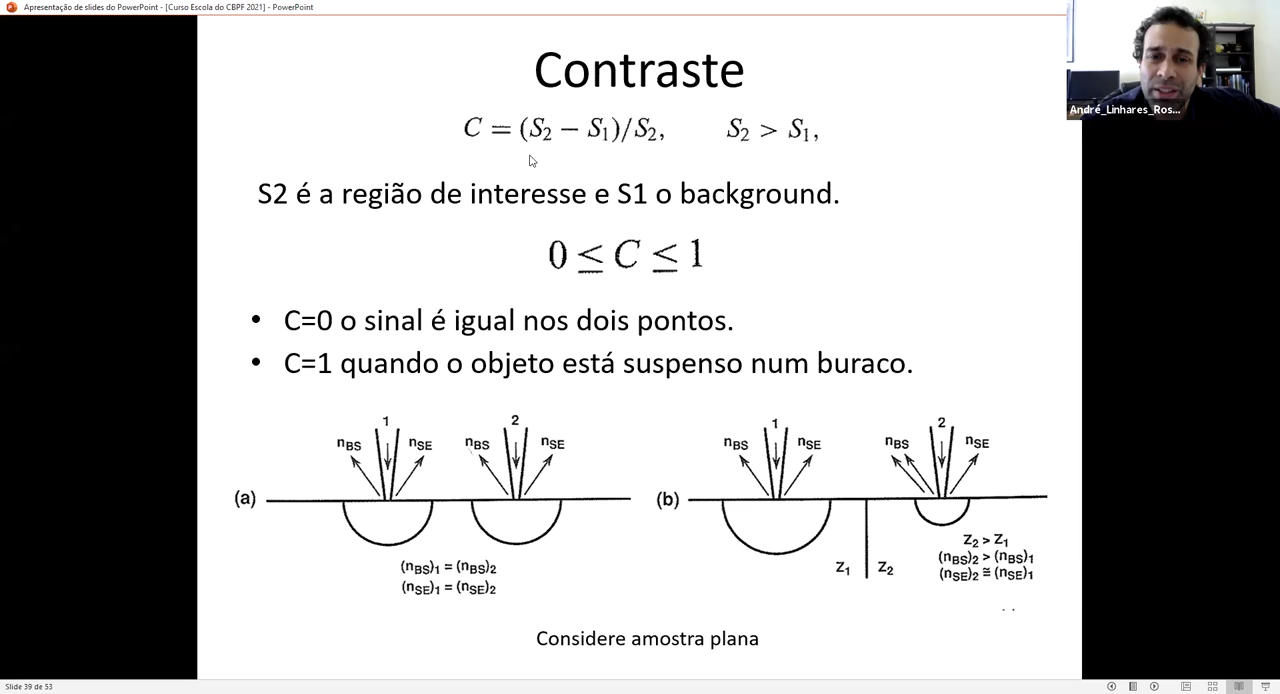 Apresentação de slides do PowerPoint - [Curso Escola do CBPF 2021] - PowerPoint
André_Linhares_Ros...
Contraste
C = (S₂ − S₁)/S₂, S₂ > S₁,
S2 é a região de interesse e S1 o background.
0 ≤ C ≤ 1
• C=0 o sinal é igual nos dois pontos.
• C=1 quando o objeto está suspenso num buraco.
1 2
nBS nSE nBS nSE
(a)
(nBS)₁ = (nBS)₂
(nSE)₁ = (nSE)₂
1 2
nBS nSE nBS nSE
(b)
Z₁ Z₂
Z₂ > Z₁
(nBS)₂ > (nBS)₁
(nSE)₂ ≅ (nSE)₁
Considere amostra plana
Slide 39 de 53